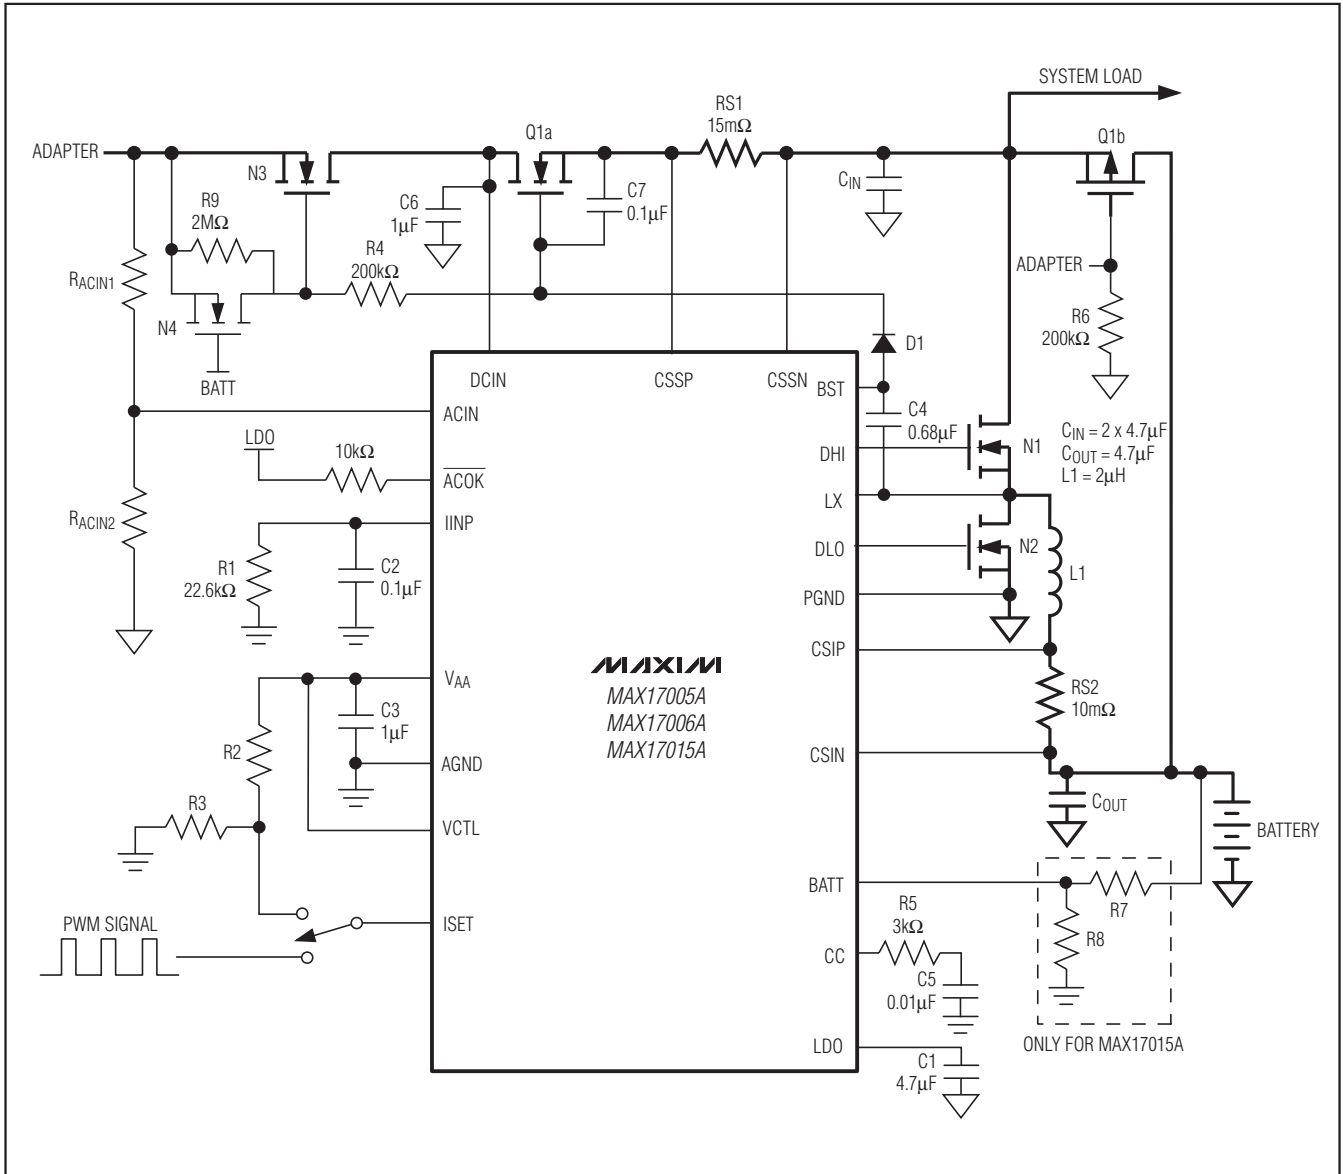 SYSTEM LOAD
RS1
15mΩ
Q1a
Q1b
ADAPTER
N3
C7
0.1μF
CIN
R9
2MΩ
C6
1μF
R4
200kΩ
ADAPTER
RACIN1
N4
R6
200kΩ
D1
BATT
DCIN
CSSP
CSSN
BST
ACIN
C4
0.68μF
CIN = 2 x 4.7μF
COUT = 4.7μF
L1 = 2μH
LDO
10kΩ
DHI
N1
ACOK
LX
RACIN2
IINP
DLO
N2
R1
22.6kΩ
C2
0.1μF
L1
PGND
CSIP
MAXIM
MAX17005A
MAX17006A
MAX17015A
VAA
RS2
10mΩ
C3
1μF
R2
AGND
CSIN
R3
COUT
VCTL
BATTERY
BATT
R7
R5
3kΩ
PWM SIGNAL
ISET
R8
CC
C5
0.01μF
LDO
ONLY FOR MAX17015A
C1
4.7μF